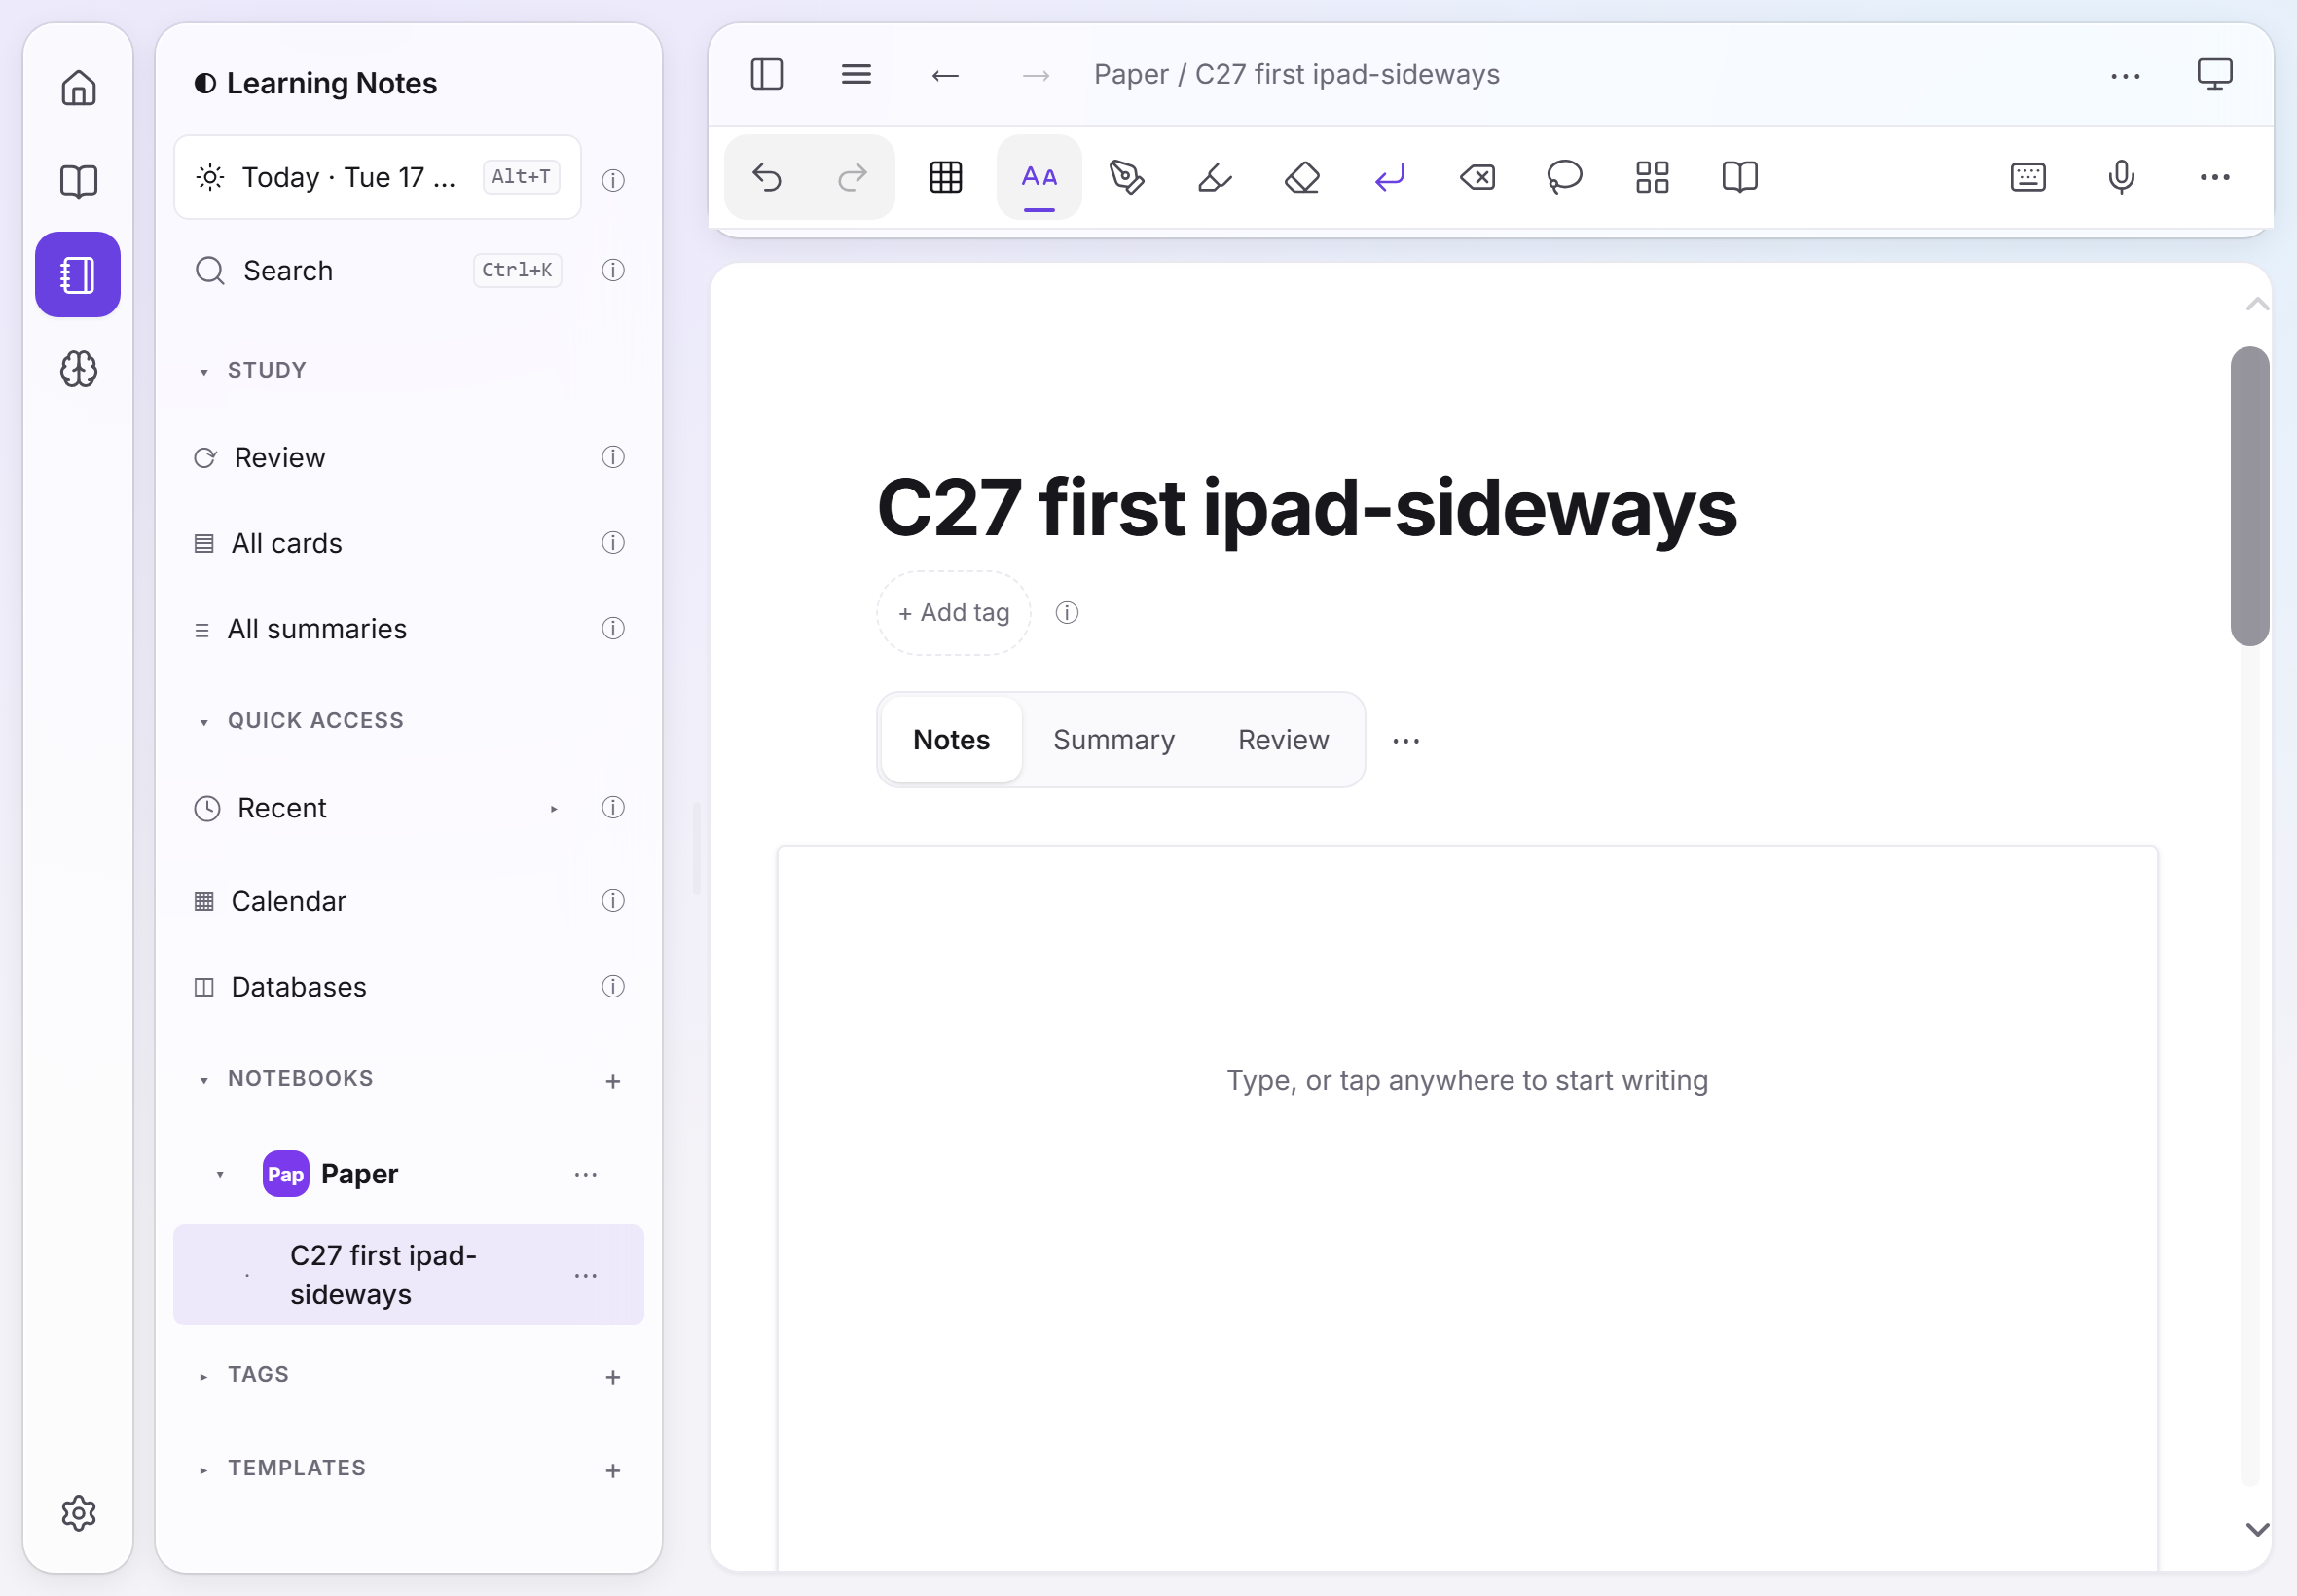 Learning Notes
Today · Tue 17 ... Alt+T
Search Ctrl+K
STUDY
Review
All cards
All summaries
QUICK ACCESS
Recent
Calendar
Databases
NOTEBOOKS +
Pap Paper ...
C27 first ipad-
sideways ...
TAGS +
TEMPLATES +
Paper / C27 first ipad-sideways
AA
C27 first ipad-sideways
+ Add tag
Notes Summary Review ...
Type, or tap anywhere to start writing